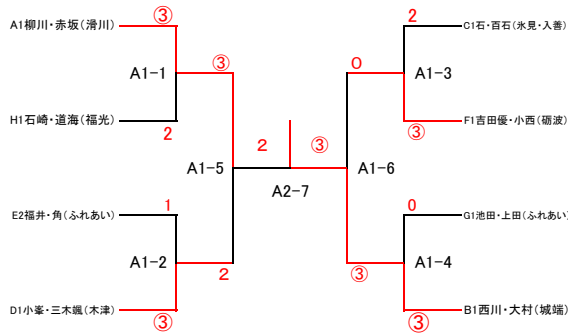 A1柳川・赤坂(滑川)
③
2
C1石・百石(氷見・入善)
A1-1
③
0
A1-3
H1石崎・道海(福光)
2
③
F1吉田優・小西(砺波)
A1-5
2
③
A1-6
A2-7
E2福井・角(ふれあい)
1
0
G1池田・上田(ふれあい)
A1-2
2
③
A1-4
D1小峯・三木颯(木津)
③
③
B1西川・大村(城端)